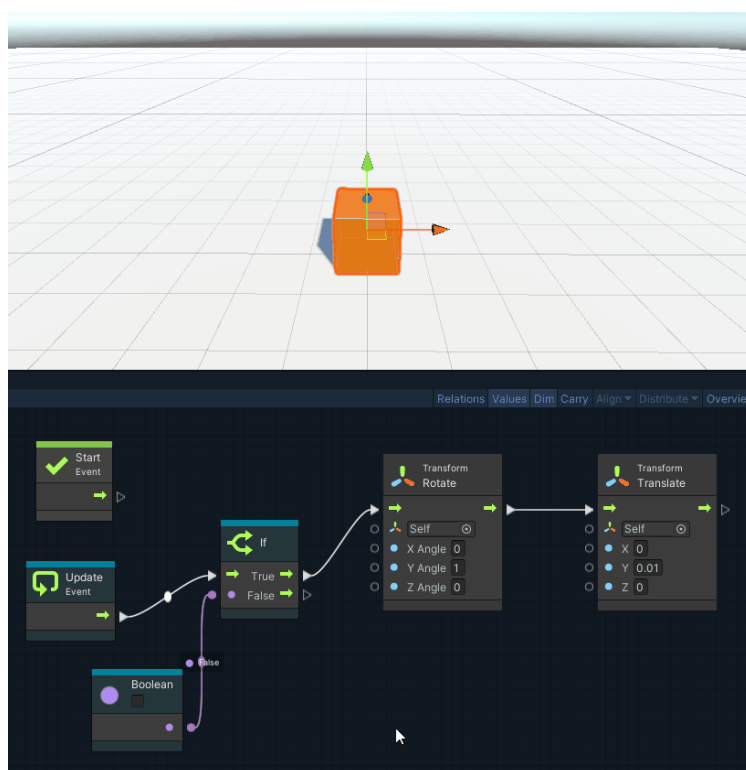 Relations Values Dim Carry Align Distribute Overvie
Start
Event
Transform
Rotate
Self
X Angle 0
Y Angle 1
Z Angle 0
Transform
Translate
Self
X 0
Y 0.01
Z 0
If
True
False
Update
Event
False
Boolean